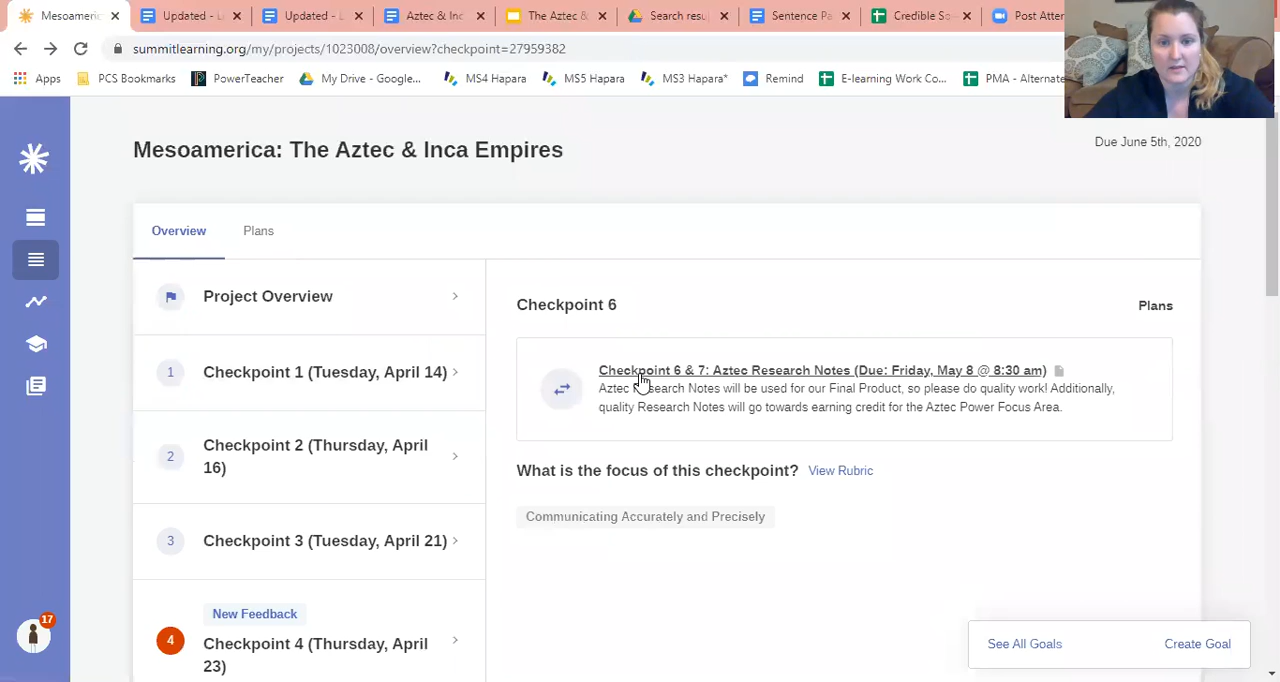 Mesoamerica
Updated - L
Updated - L
Aztec & Inc
The Aztec &
Search resu
Sentence Pa
Credible So
Post Atter
summitlearning.org/my/projects/1023008/overview?checkpoint=27959382
Apps
PCS Bookmarks
PowerTeacher
My Drive - Google...
MS4 Hapara
MS5 Hapara
MS3 Hapara*
Remind
E-learning Work Co...
PMA - Alternate
Mesoamerica: The Aztec & Inca Empires
Due June 5th, 2020
Overview
Plans
Project Overview
1
Checkpoint 1 (Tuesday, April 14)
2
Checkpoint 2 (Thursday, April
16)
3
Checkpoint 3 (Tuesday, April 21)
New Feedback
4
Checkpoint 4 (Thursday, April
23)
Checkpoint 6
Plans
Checkpoint 6 & 7: Aztec Research Notes (Due: Friday, May 8 @ 8:30 am)
Aztec Research Notes will be used for our Final Product, so please do quality work! Additionally,
quality Research Notes will go towards earning credit for the Aztec Power Focus Area.
What is the focus of this checkpoint?
View Rubric
Communicating Accurately and Precisely
See All Goals
Create Goal
17